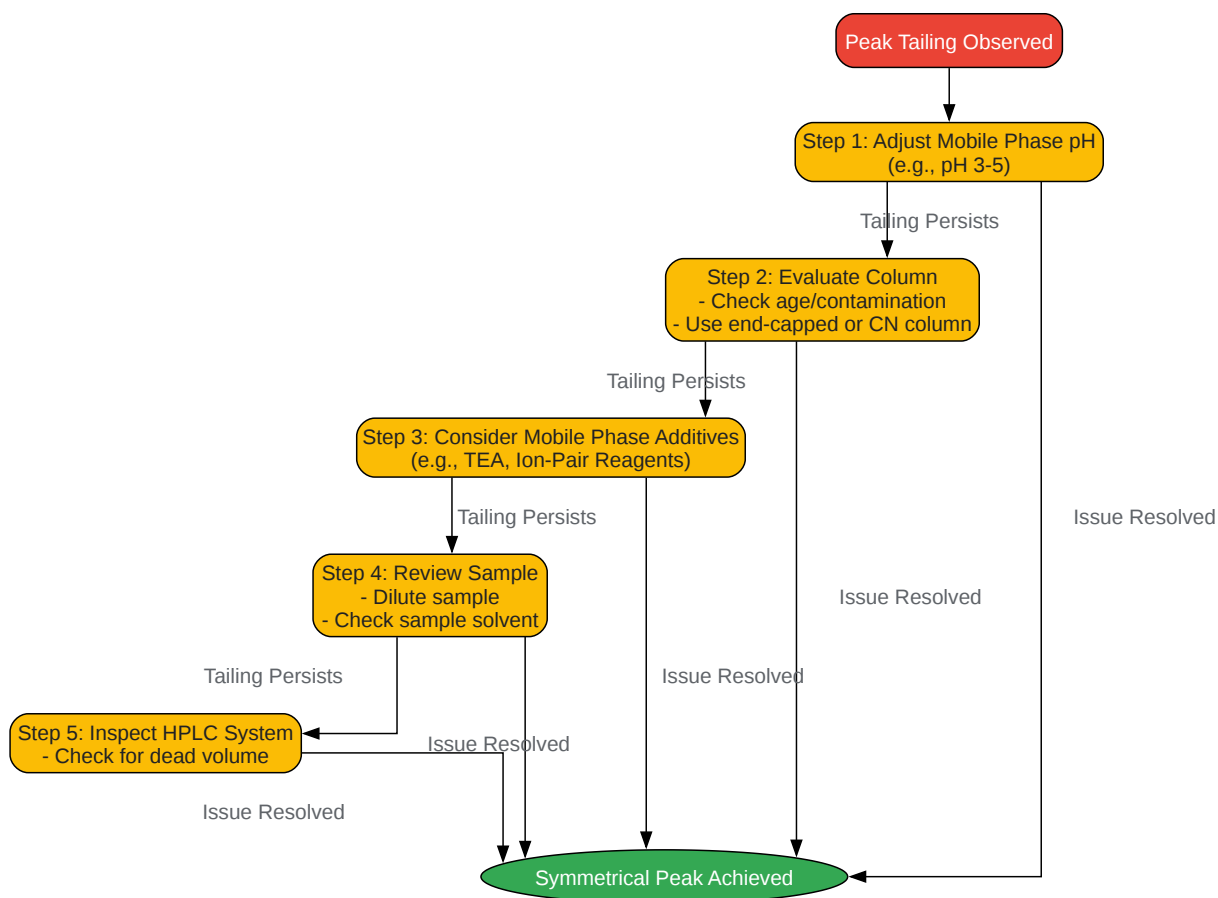 Peak Tailing Observed
Step 1: Adjust Mobile Phase pH
(e.g., pH 3-5)
Tailing Persists
Step 2: Evaluate Column
- Check age/contamination
- Use end-capped or CN column
Tailing Persists
Step 3: Consider Mobile Phase Additives
(e.g., TEA, Ion-Pair Reagents)
Tailing Persists
Issue Resolved
Step 4: Review Sample
- Dilute sample
- Check sample solvent
Issue Resolved
Tailing Persists
Issue Resolved
Step 5: Inspect HPLC System
- Check for dead volume
Issue Resolved
Issue Resolved
Symmetrical Peak Achieved